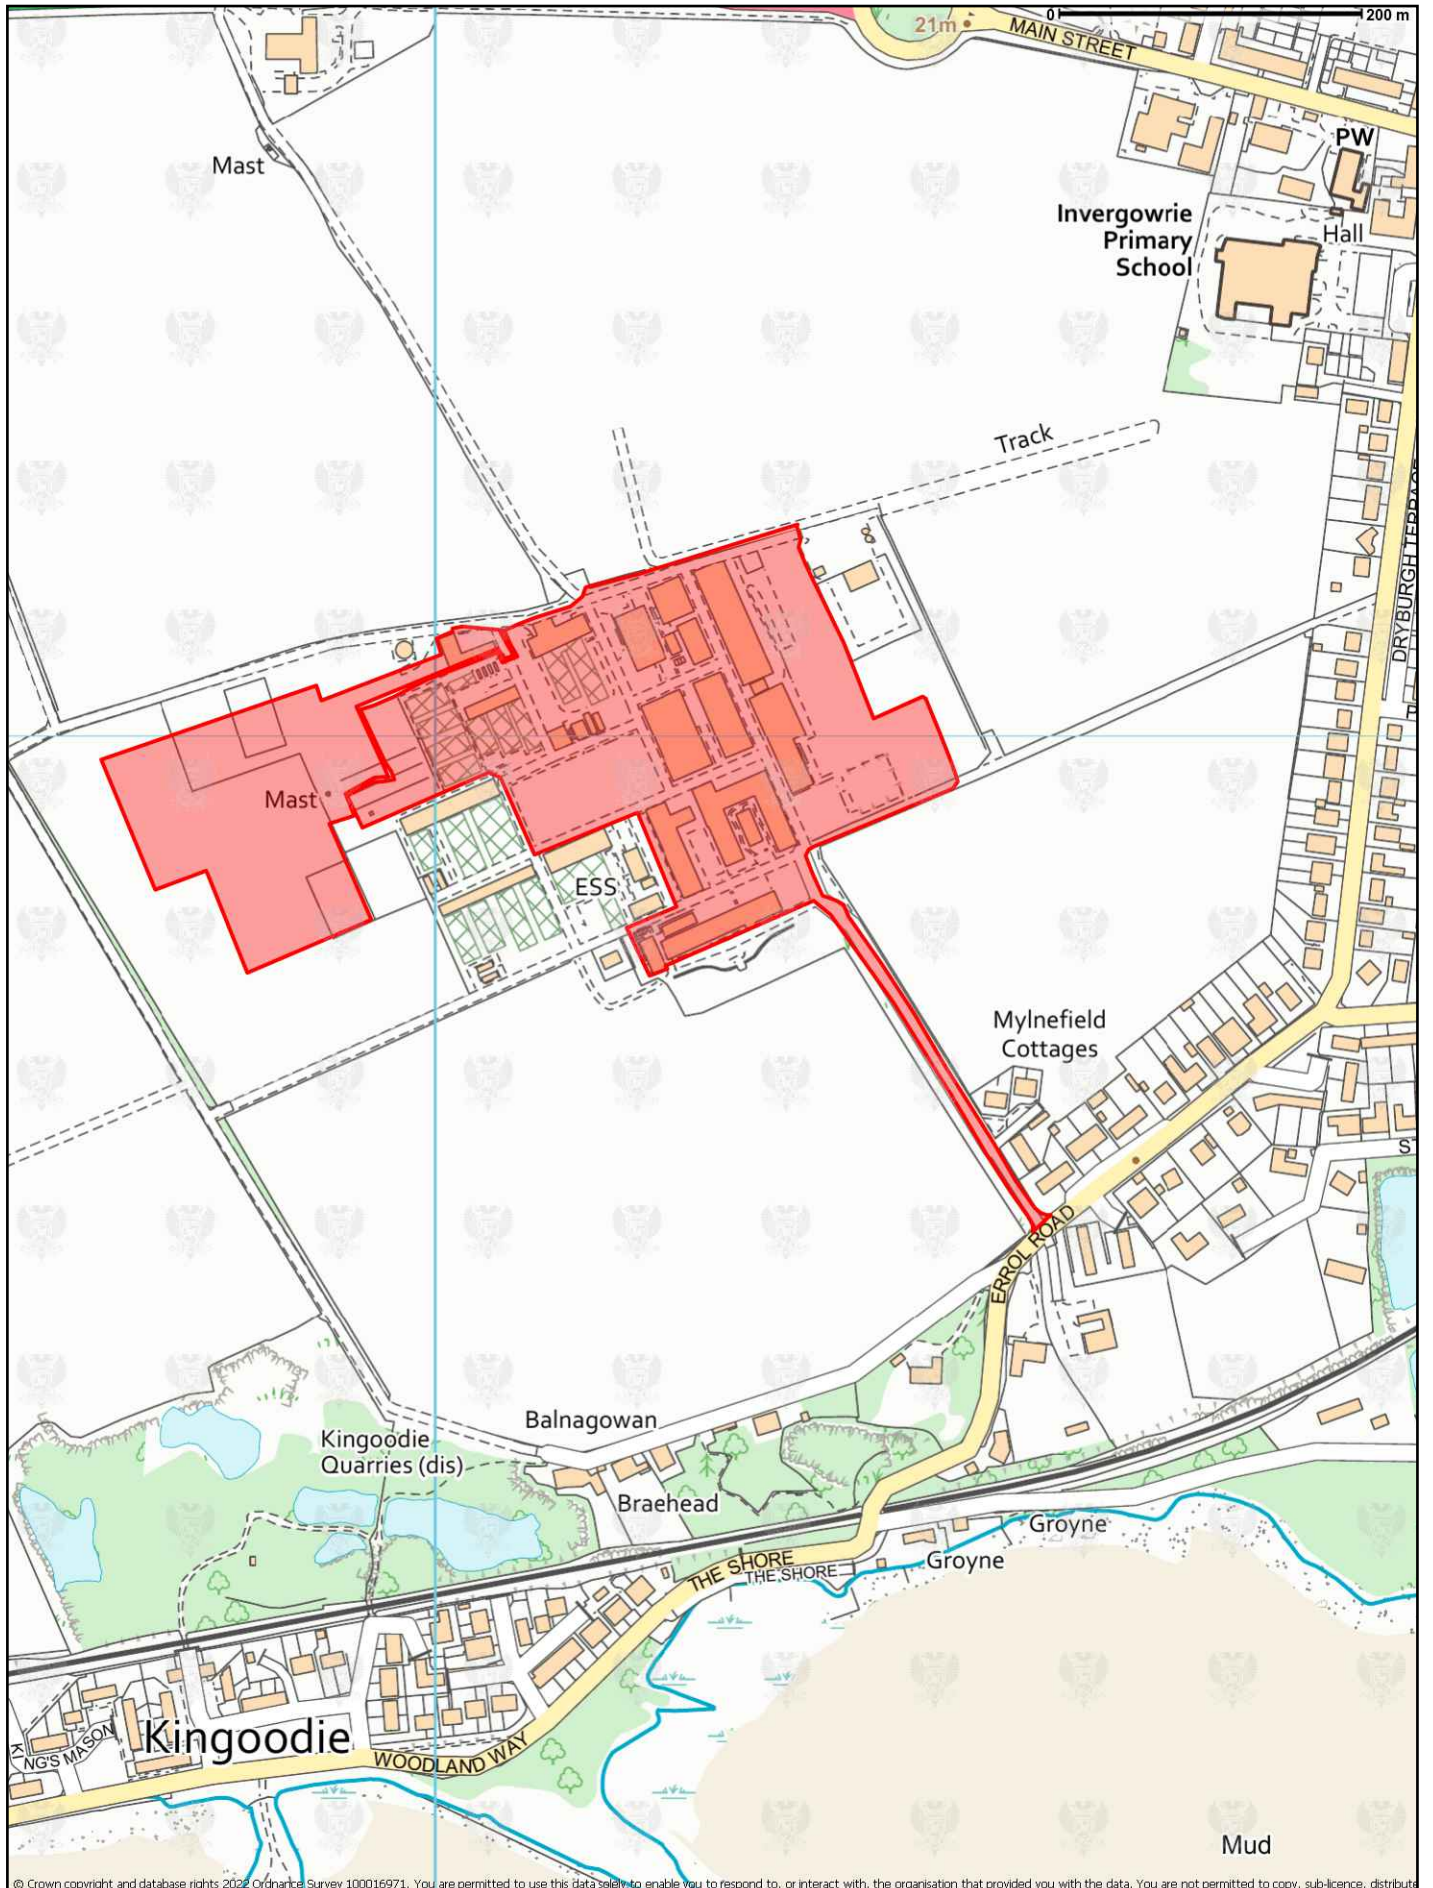 0
200 m
21m
MAIN STREET
PW
Mast
Invergowrie
Primary
School
Hall
Track
DRYBURGH TERRACE
Mast
ESS
Mylnefield
Cottages
S
ERROL ROAD
Balnagowan
Kingoodie
Quarries (dis)
Braehead
Groyne
Groyne
THE SHORE
THE SHORE
Kingoodie
KING'S MASON
WOODLAND WAY
Mud
© Crown copyright and database rights 2022 Ordnance Survey 100016971. You are permitted to use this data solely to enable you to respond to, or interact with, the organisation that provided you with the data. You are not permitted to copy, sub-licence, distribute